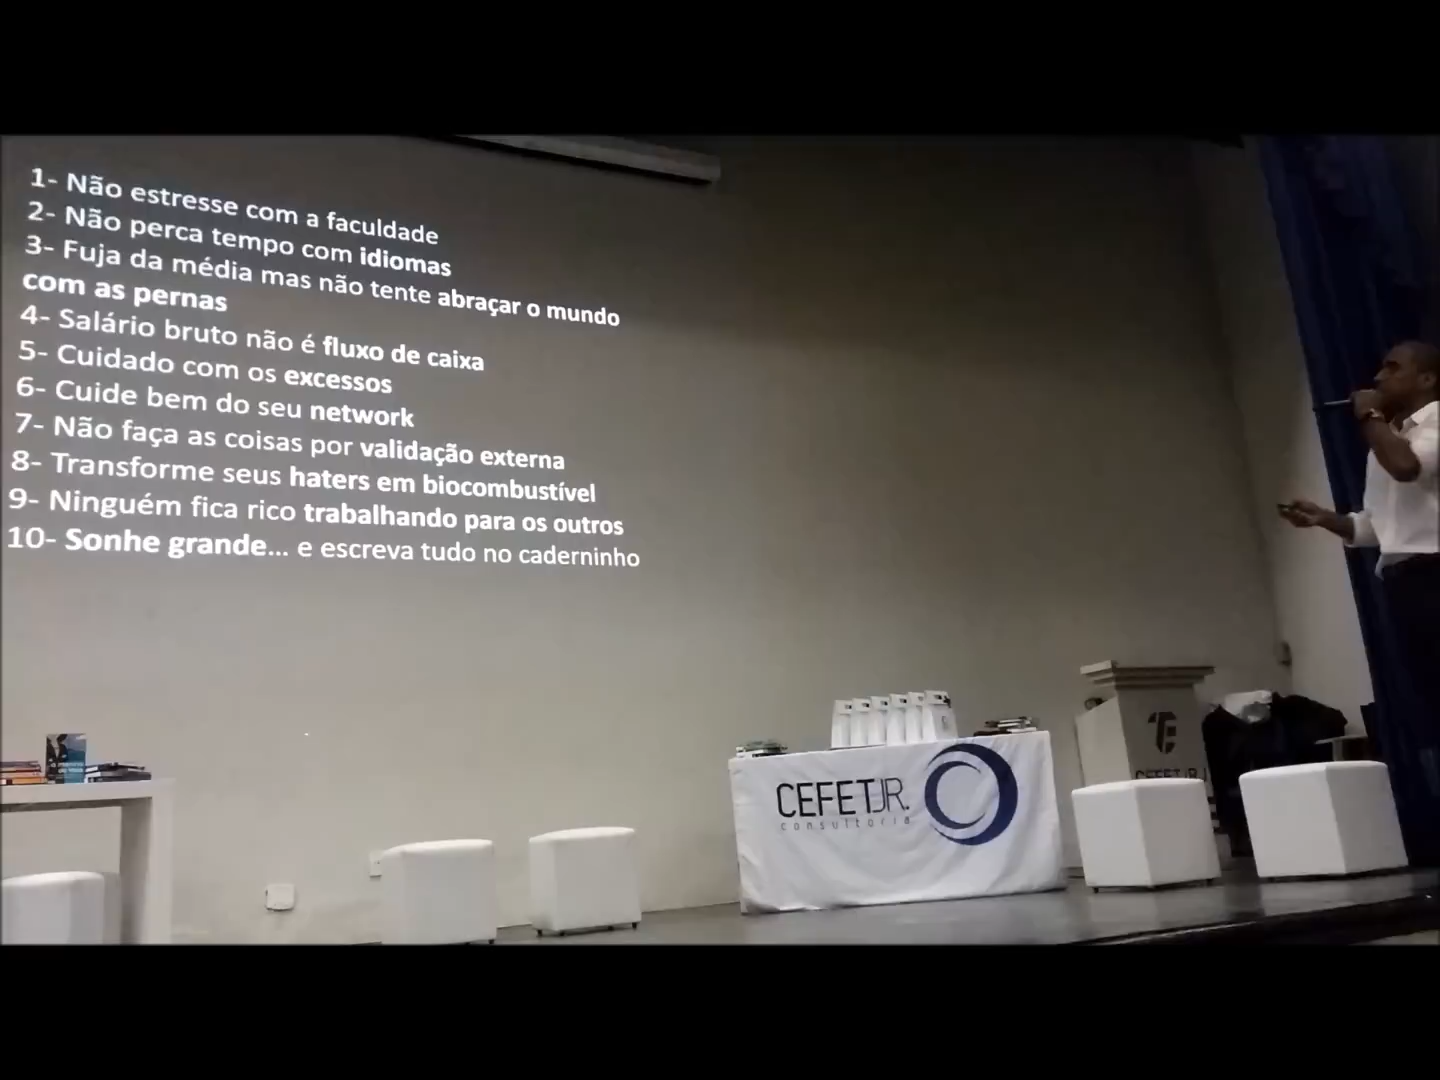 1- Não estresse com a faculdade
2- Não perca tempo com idiomas
3- Fuja da média mas não tente abraçar o mundo
com as pernas
4- Salário bruto não é fluxo de caixa
5- Cuidado com os excessos
6- Cuide bem do seu network
7- Não faça as coisas por validação externa
8- Transforme seus haters em biocombustível
9- Ninguém fica rico trabalhando para os outros
10- Sonhe grande... e escreva tudo no caderninho
CEFETJR.
consultoria
CEFET/RJ